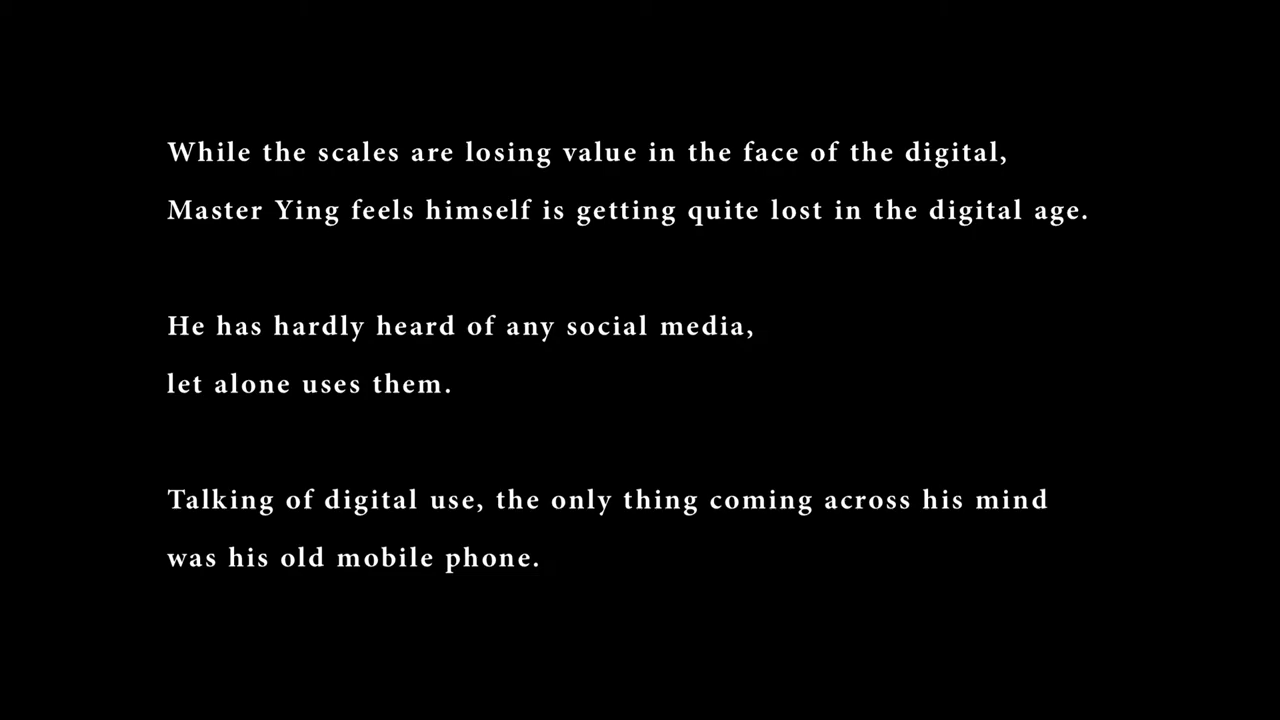 While the scales are losing value in the face of the digital,
Master Ying feels himself is getting quite lost in the digital age.
He has hardly heard of any social media,
let alone uses them.
Talking of digital use, the only thing coming across his mind
was his old mobile phone.